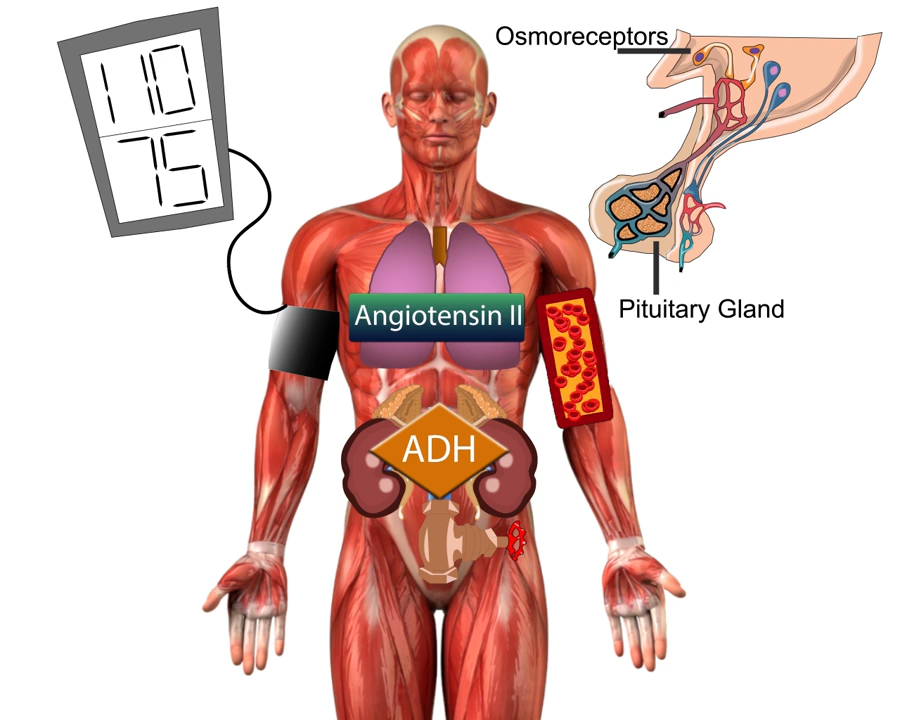 110
75
Osmoreceptors
Pituitary Gland
Angiotensin II
ADH